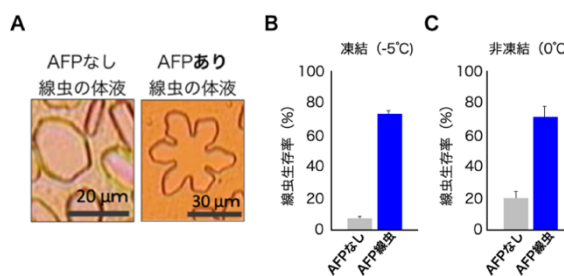 A
AFPなし
線虫の体液
20 μm
AFPあり
線虫の体液
30 μm
B
凍結（-5℃）
線虫生存率（%）
100
80
60
40
20
0
AFPなし
AFP線虫
C
非凍結（0℃）
線虫生存率（%）
100
80
60
40
20
0
AFPなし
AFP線虫